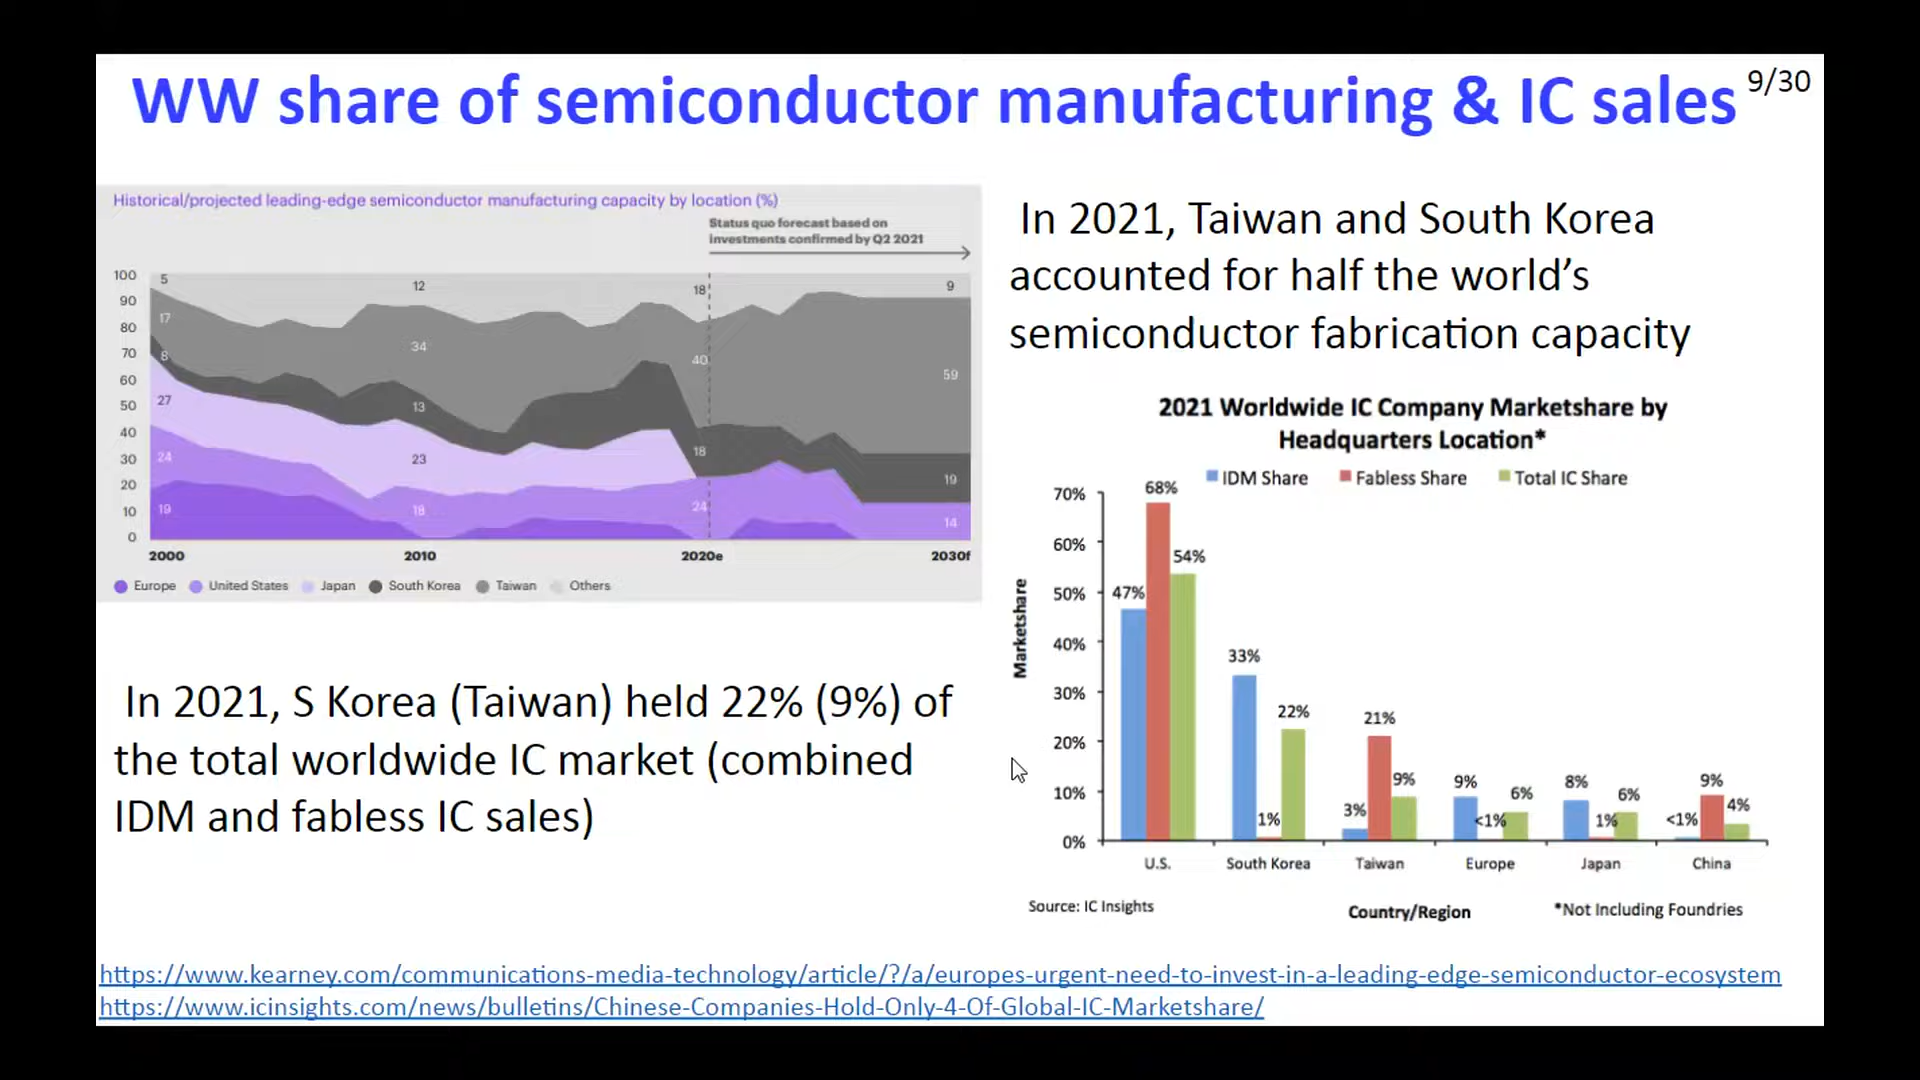 WW share of semiconductor manufacturing & IC sales
9/30
Historical/projected leading-edge semiconductor manufacturing capacity by location (%)
Status quo forecast based on
investments confirmed by Q2 2021
100
90
80
70
60
50
40
30
20
10
0
5
17
8
27
24
19
12
34
13
23
18
18
40
18
24
9
59
19
14
2000
2010
2020e
2030f
Europe
United States
Japan
South Korea
Taiwan
Others
In 2021, Taiwan and South Korea
accounted for half the world’s
semiconductor fabrication capacity
In 2021, S Korea (Taiwan) held 22% (9%) of
the total worldwide IC market (combined
IDM and fabless IC sales)
2021 Worldwide IC Company Marketshare by
Headquarters Location*
IDM Share
Fabless Share
Total IC Share
Marketshare
70%
60%
50%
40%
30%
20%
10%
0%
47%
68%
54%
33%
1%
22%
3%
21%
9%
9%
<1%
6%
8%
1%
6%
<1%
9%
4%
U.S.
South Korea
Taiwan
Europe
Japan
China
Source: IC Insights
Country/Region
*Not Including Foundries
https://www.kearney.com/communications-media-technology/article/?/a/europes-urgent-need-to-invest-in-a-leading-edge-semiconductor-ecosystem
https://www.icinsights.com/news/bulletins/Chinese-Companies-Hold-Only-4-Of-Global-IC-Marketshare/